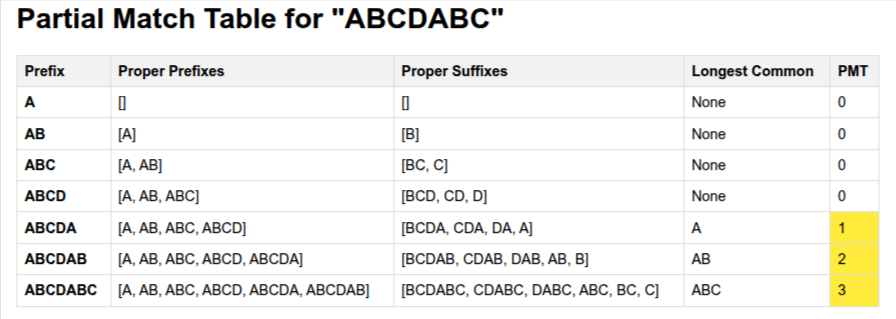 Partial Match Table for "ABCDABC"
Prefix Proper Prefixes Proper Suffixes Longest Common PMT
A [] [] None 0
AB [A] [B] None 0
ABC [A, AB] [BC, C] None 0
ABCD [A, AB, ABC] [BCD, CD, D] None 0
ABCDA [A, AB, ABC, ABCD] [BCDA, CDA, DA, A] A 1
ABCDAB [A, AB, ABC, ABCD, ABCDA] [BCDAB, CDAB, DAB, AB, B] AB 2
ABCDABC [A, AB, ABC, ABCD, ABCDA, ABCDAB] [BCDABC, CDABC, DABC, ABC, BC, C] ABC 3